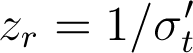 $z_r = 1/\sigma'_t$